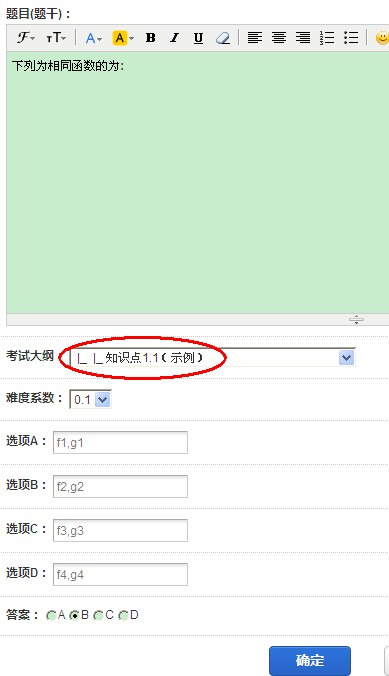 题目(题干)：
ℱ тT A A B I U
下列为相同函数的为：
考试大纲： |_ |_知识点1.1（示例）
难度系数： 0.1
选项A： f1,g1
选项B： f2,g2
选项C： f3,g3
选项D： f4,g4
答案： A B C D
确定